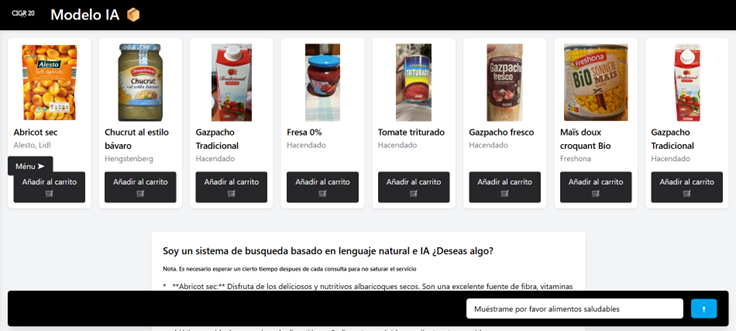 CIGR 20
Modelo IA
Alesto
Soft Apricots
Hengstenberg
CHUCRUT
Tradicional
TRITURADO
Gazpacho
fresco
Freshona
BIO
SONNEN
MAIS
Abricot sec
Alesto, Lidl
Añadir al carrito
Chucrut al estilo
bávaro
Hengstenberg
Añadir al carrito
Gazpacho
Tradicional
Hacendado
Añadir al carrito
Fresa 0%
Hacendado
Añadir al carrito
Tomate triturado
Hacendado
Añadir al carrito
Gazpacho fresco
Hacendado
Añadir al carrito
Maïs doux
croquant Bio
Freshona
Añadir al carrito
Gazpacho
Tradicional
Hacendado
Añadir al carrito
Ménu ➤
Soy un sistema de busqueda basado en lenguaje natural e IA ¿Deseas algo?
Nota. Es necesario esperar un cierto tiempo despues de cada consulta para no saturar el servicio
* **Abricot sec:** Disfruta de los deliciosos y nutritivos albaricoques secos. Son una excelente fuente de fibra, vitaminas
Muéstrame por favor alimentos saludables